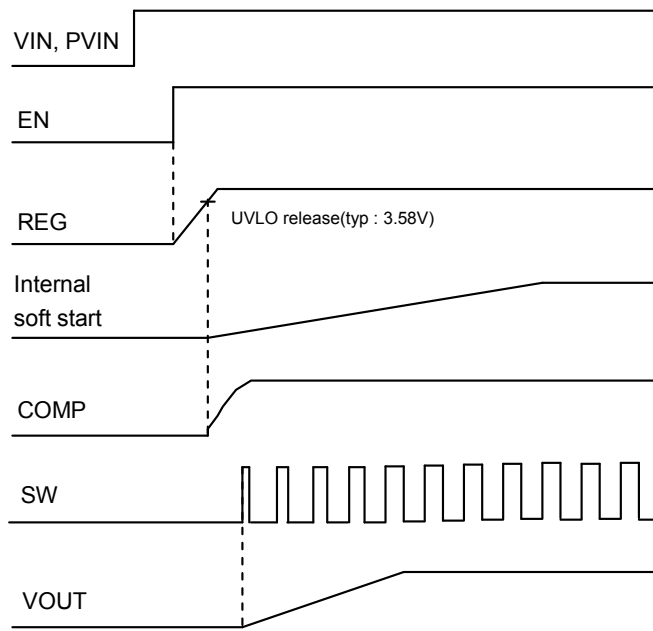 VIN, PVIN
EN
REG
UVLO release(typ : 3.58V)
Internal
soft start
COMP
SW
VOUT